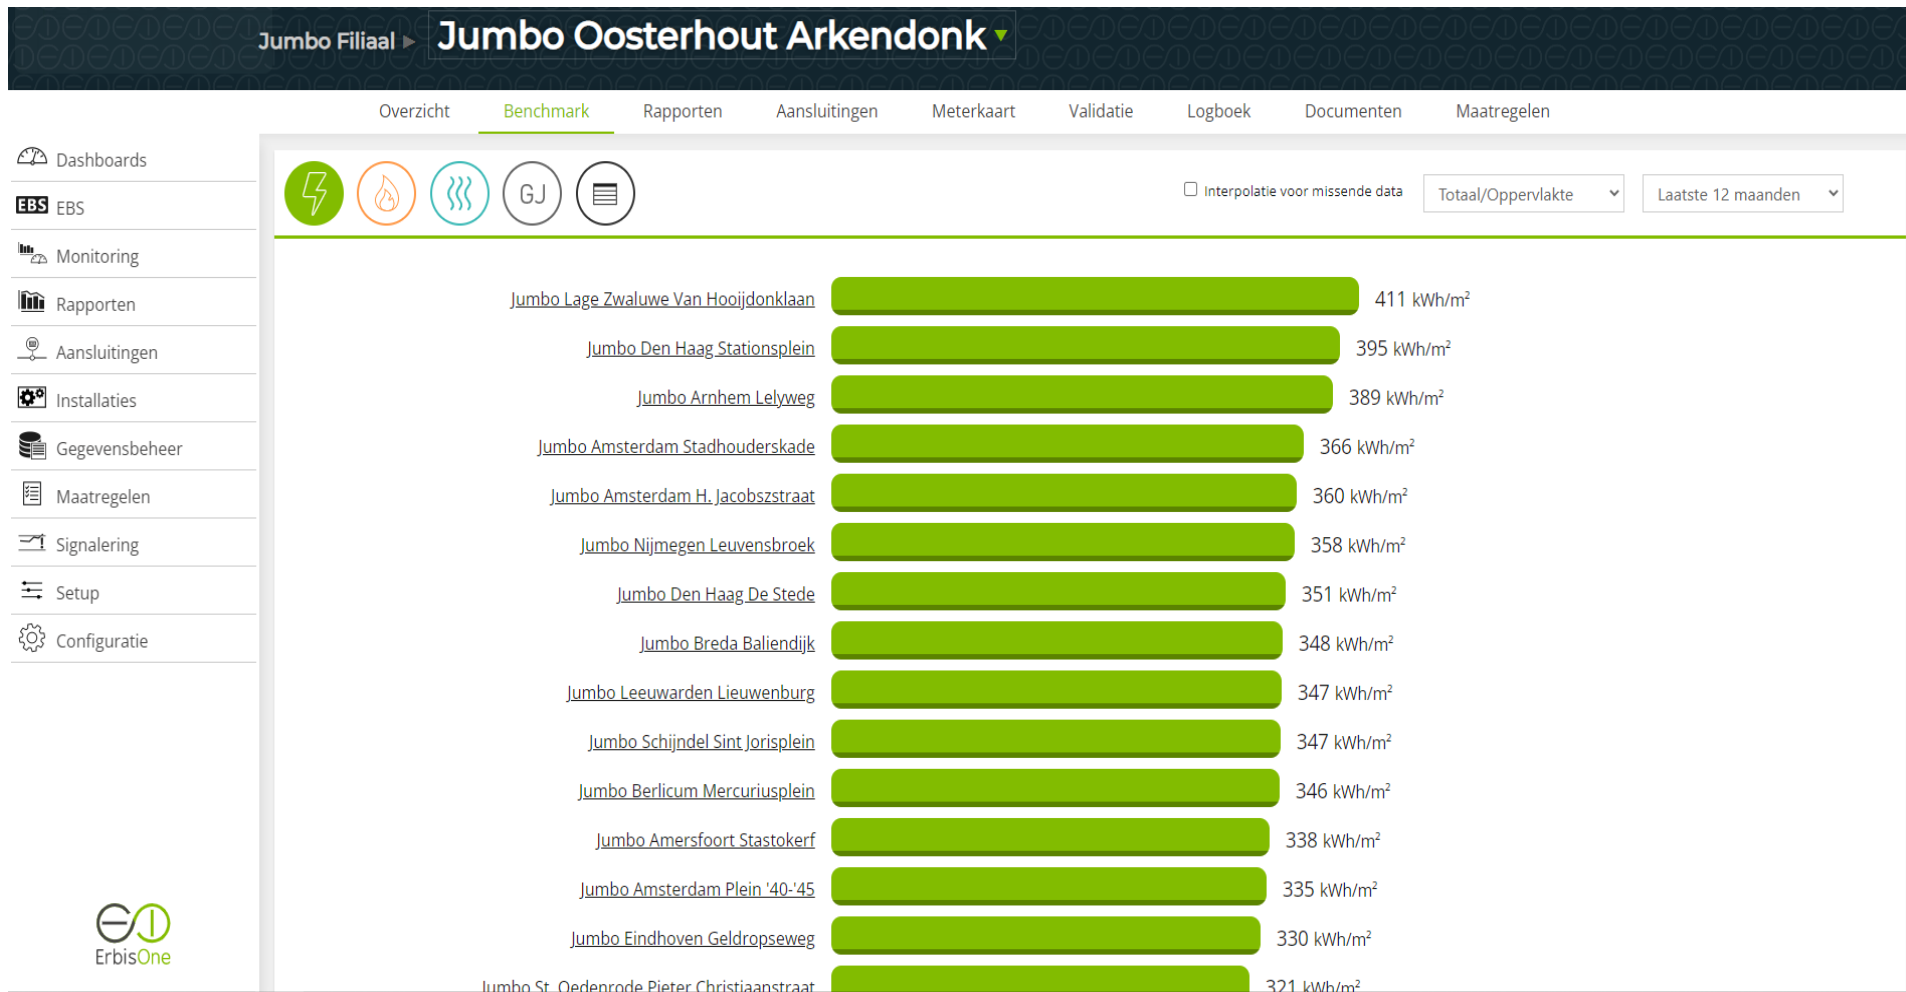 Jumbo Filiaal ▸ Jumbo Oosterhout Arkendonk ▾
Overzicht Benchmark Rapporten Aansluitingen Meterkaart Validatie Logboek Documenten Maatregelen
Dashboards
EBS EBS
Monitoring
Rapporten
Aansluitingen
Installaties
Gegevensbeheer
Maatregelen
Signalering
Setup
Configuratie
ErbisOne
GJ
Interpolatie voor missende data Totaal/Oppervlakte Laatste 12 maanden
Jumbo Lage Zwaluwe Van Hooijdonklaan 411 kWh/m²
Jumbo Den Haag Stationsplein 395 kWh/m²
Jumbo Arnhem Lelyweg 389 kWh/m²
Jumbo Amsterdam Stadhouderskade 366 kWh/m²
Jumbo Amsterdam H. Jacobszstraat 360 kWh/m²
Jumbo Nijmegen Leuvensbroek 358 kWh/m²
Jumbo Den Haag De Stede 351 kWh/m²
Jumbo Breda Baliendijk 348 kWh/m²
Jumbo Leeuwarden Lieuwenburg 347 kWh/m²
Jumbo Schijndel Sint Jorisplein 347 kWh/m²
Jumbo Berlicum Mercuriusplein 346 kWh/m²
Jumbo Amersfoort Stastokerf 338 kWh/m²
Jumbo Amsterdam Plein '40-'45 335 kWh/m²
Jumbo Eindhoven Geldropseweg 330 kWh/m²
Jumbo St. Oedenrode Pieter Christiaanstraat 321 kWh/m²